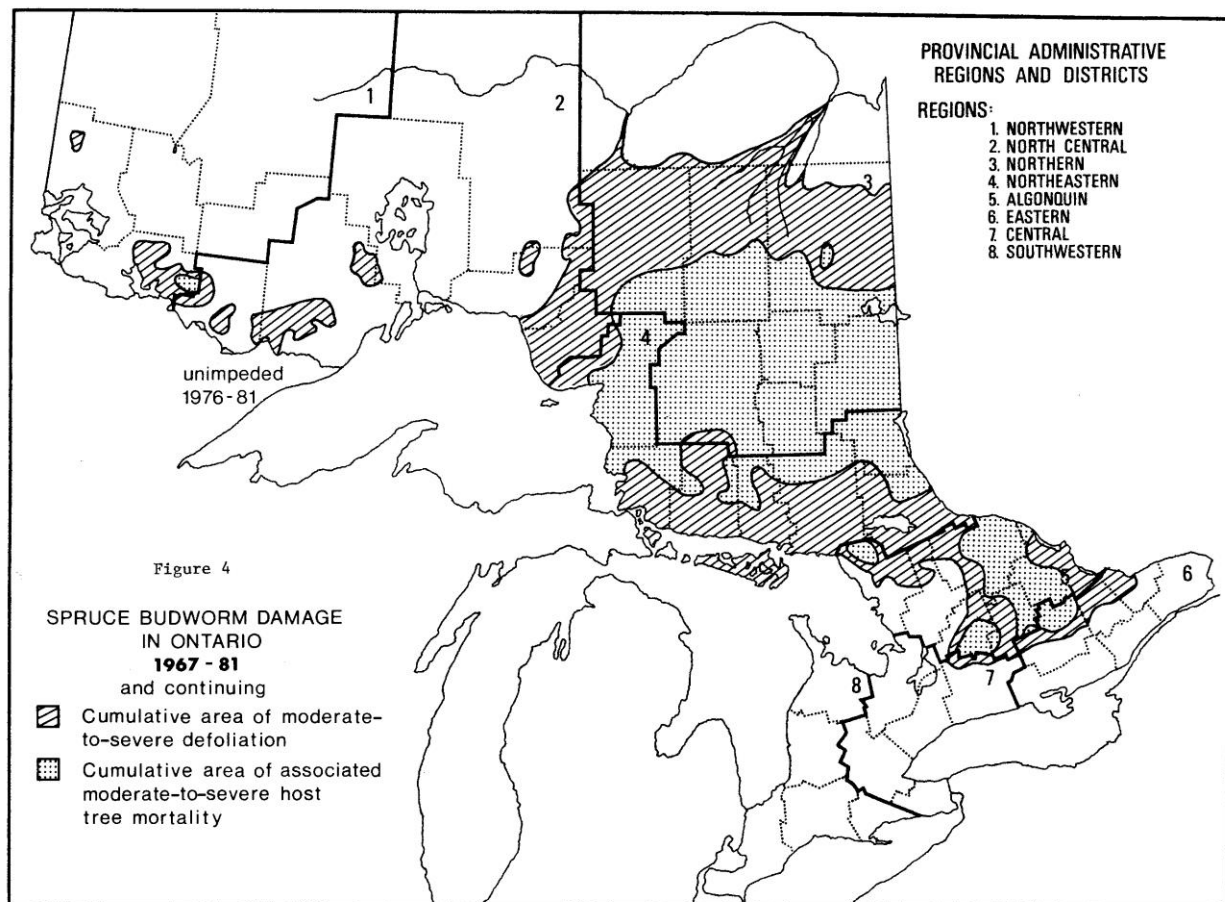 PROVINCIAL ADMINISTRATIVE
REGIONS AND DISTRICTS
REGIONS:
1. NORTHWESTERN
2. NORTH CENTRAL
3. NORTHERN
4. NORTHEASTERN
5. ALGONQUIN
6. EASTERN
7. CENTRAL
8. SOUTHWESTERN
1
2
3
4
5
6
7
8
unimpeded
1976-81
Figure 4
SPRUCE BUDWORM DAMAGE
IN ONTARIO
1967 - 81
and continuing
Cumulative area of moderate-
to-severe defoliation
Cumulative area of associated
moderate-to-severe host
tree mortality